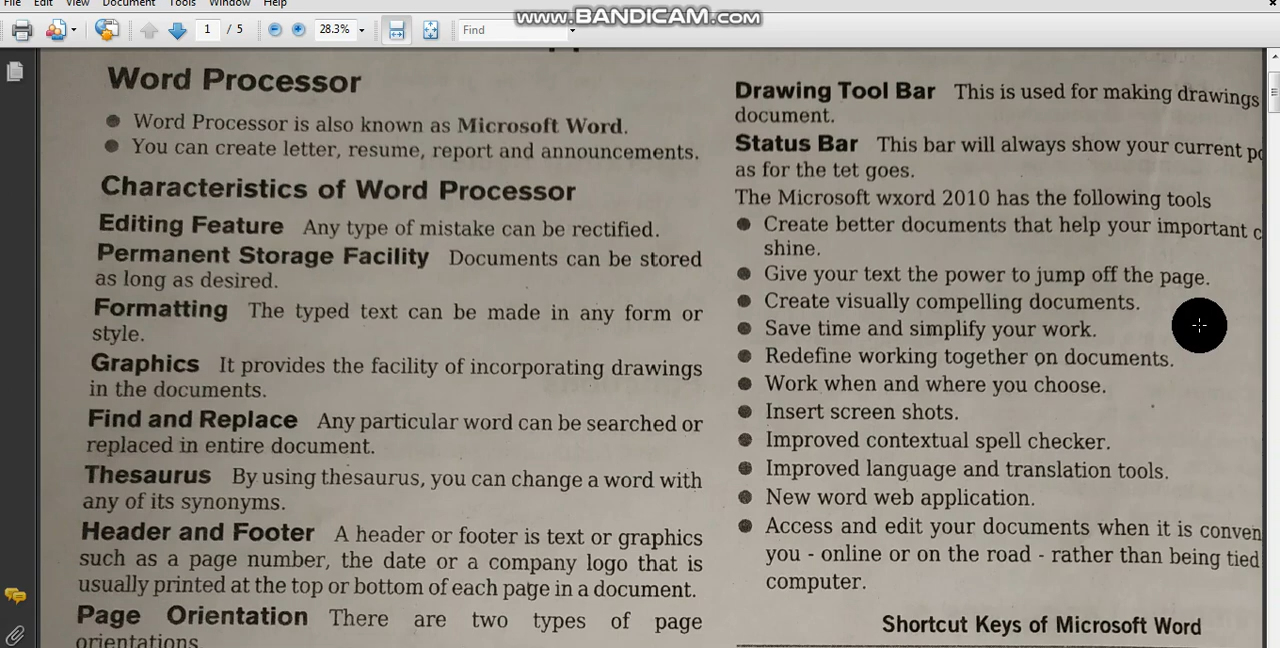 File Edit View Document Tools Window Help
www.BANDICAM.com
1 / 5 28.3% Find
Word Processor
Word Processor is also known as Microsoft Word.
You can create letter, resume, report and announcements.
Characteristics of Word Processor
Editing Feature Any type of mistake can be rectified.
Permanent Storage Facility Documents can be stored
as long as desired.
Formatting The typed text can be made in any form or
style.
Graphics It provides the facility of incorporating drawings
in the documents.
Find and Replace Any particular word can be searched or
replaced in entire document.
Thesaurus By using thesaurus, you can change a word with
any of its synonyms.
Header and Footer A header or footer is text or graphics
such as a page number, the date or a company logo that is
usually printed at the top or bottom of each page in a document.
Page Orientation There are two types of page
orientations
Drawing Tool Bar This is used for making drawings
document.
Status Bar This bar will always show your current
as for the tet goes.
The Microsoft wxord 2010 has the following tools
Create better documents that help your important
shine.
Give your text the power to jump off the page.
Create visually compelling documents.
Save time and simplify your work.
Redefine working together on documents.
Work when and where you choose.
Insert screen shots.
Improved contextual spell checker.
Improved language and translation tools.
New word web application.
Access and edit your documents when it is conven
you - online or on the road - rather than being tied
computer.
Shortcut Keys of Microsoft Word